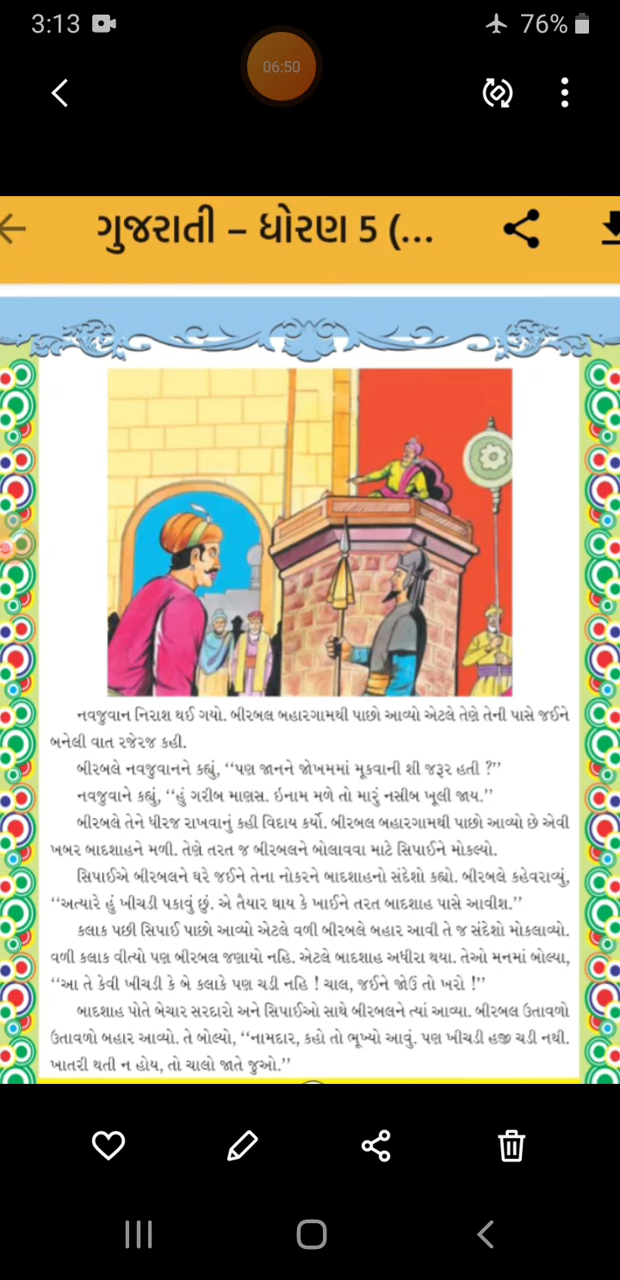 3:13
76%
06:50
ગુજરાતી – ધોરણ 5 (...
નવજુવાન નિરાશ થઈ ગયો. બીરબલ બહારગામથી પાછો આવ્યો એટલે તેણે તેની પાસે જઈને
બનેલી વાત રજેરજ કહી.
બીરબલે નવજુવાનને કહ્યું, ‘‘પણ જાનને જોખમમાં મૂકવાની શી જરૂર હતી ?’’
નવજુવાને કહ્યું, ‘‘હું ગરીબ માણસ. ઇનામ મળે તો મારું નસીબ ખૂલી જાય.’’
બીરબલે તેને ધીરજ રાખવાનું કહી વિદાય કર્યો. બીરબલ બહારગામથી પાછો આવ્યો છે એવી
ખબર બાદશાહને મળી. તેણે તરત જ બીરબલને બોલાવવા માટે સિપાઈને મોકલ્યો.
સિપાઈએ બીરબલને ઘરે જઈને તેના નોકરને બાદશાહનો સંદેશો કહ્યો. બીરબલે કહેવરાવ્યું,
‘‘અત્યારે હું ખીચડી પકાવું છું. એ તૈયાર થાય કે ખાઈને તરત બાદશાહ પાસે આવીશ.’’
કલાક પછી સિપાઈ પાછો આવ્યો એટલે વળી બીરબલે બહાર આવી તે જ સંદેશો મોકલાવ્યો.
વળી કલાક વીત્યો પણ બીરબલ જણાયો નહિ. એટલે બાદશાહ અધીરા થયા. તેઓ મનમાં બોલ્યા,
‘‘આ તે કેવી ખીચડી કે બે કલાકે પણ ચડી નહિ ! ચાલ, જઈને જોઉં તો ખરો !’’
બાદશાહ પોતે બેચાર સરદારો અને સિપાઈઓ સાથે બીરબલને ત્યાં આવ્યા. બીરબલ ઉતાવળો
ઉતાવળો બહાર આવ્યો. તે બોલ્યો, ‘‘નામદાર, કહો તો ભૂખ્યો આવું. પણ ખીચડી હજી ચડી નથી.
ખાતરી થતી ન હોય, તો ચાલો જાતે જુઓ.’’